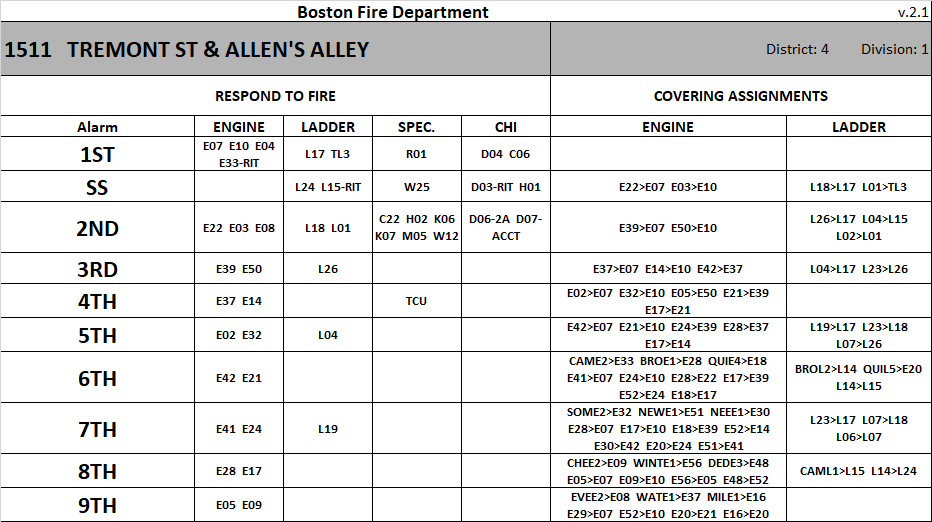 Boston Fire Department v.2.1
1511 TREMONT ST & ALLEN'S ALLEY District: 4 Division: 1
RESPOND TO FIRE COVERING ASSIGNMENTS
Alarm ENGINE LADDER SPEC. CHI ENGINE LADDER
1ST E07 E10 E04 L17 TL3 R01 D04 C06
E33-RIT
SS L24 L15-RIT W25 D03-RIT H01 E22>E07 E03>E10 L18>L17 L01>TL3
2ND E22 E03 E08 L18 L01 C22 H02 K06 D06-2A D07- E39>E07 E50>E10 L26>L17 L04>L15
K07 M05 W12 ACCT L02>L01
3RD E39 E50 L26 E37>E07 E14>E10 E42>E37 L04>L17 L23>L26
4TH E37 E14 TCU E02>E07 E32>E10 E05>E50 E21>E39
E17>E21
5TH E02 E32 L04 E42>E07 E21>E10 E24>E39 E28>E37 L19>L17 L23>L18
E17>E14 L07>L26
6TH E42 E21 CAME2>E33 BROE1>E28 QUIE4>E18 BROL2>L14 QUIL5>E20
E41>E07 E24>E10 E28>E22 E17>E39 L14>L15
E52>E24 E18>E17
7TH E41 E24 L19 SOME2>E32 NEWE1>E51 NEEE1>E30 L23>L17 L07>L18
E28>E07 E17>E10 E18>E39 E52>E14 L06>L07
E30>E42 E20>E24 E51>E41
8TH E28 E17 CHEE2>E09 WINTE1>E56 DEDE3>E48 CAML1>L15 L14>L24
E05>E07 E09>E10 E56>E05 E48>E52
9TH E05 E09 EVEE2>E08 WATE1>E37 MILE1>E16
E29>E07 E52>E10 E20>E21 E16>E20